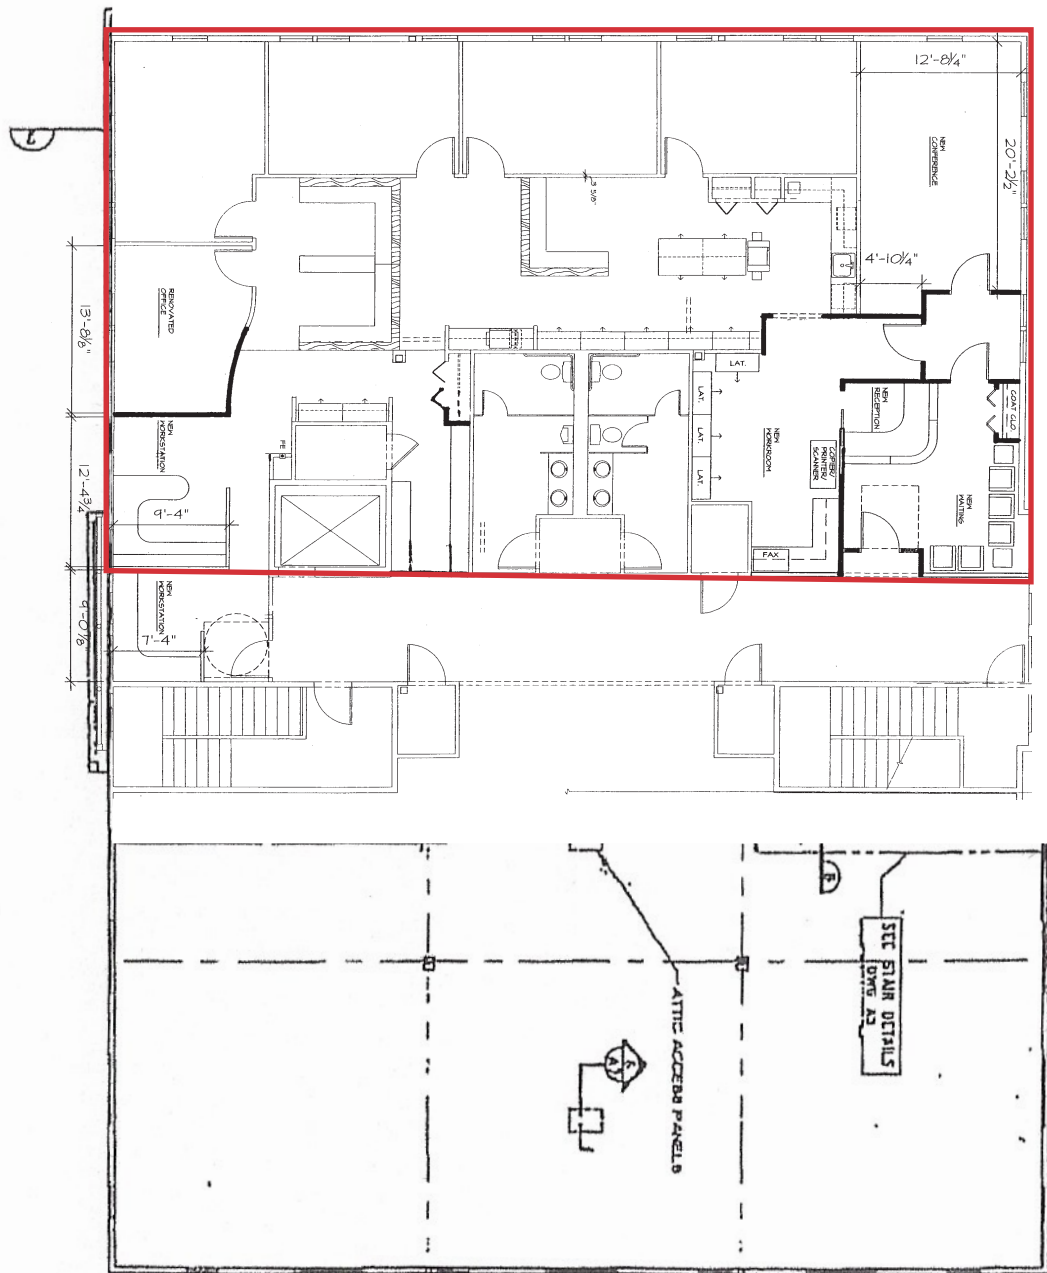 12'-8¼"
20'-2½"
NEW
CONFERENCE
3 5/8"
4'-10¼"
RENOVATED
OFFICE
13'-8⅛"
LAT.
LAT.
LAT.
LAT.
NEW
RECEPTION
COAT CLO.
NEW
WORKSTATION
FE
NEW
WORKROOM
COPIER/
PRINTER/
SCANNER
12'-4¾"
9'-4"
NEW
WAITING
FAX
NEW
WORKSTATION
9'-0⅞"
7'-4"
SEE STAIR DETAILS
DWG A3
ATTIC ACCESS PANELS